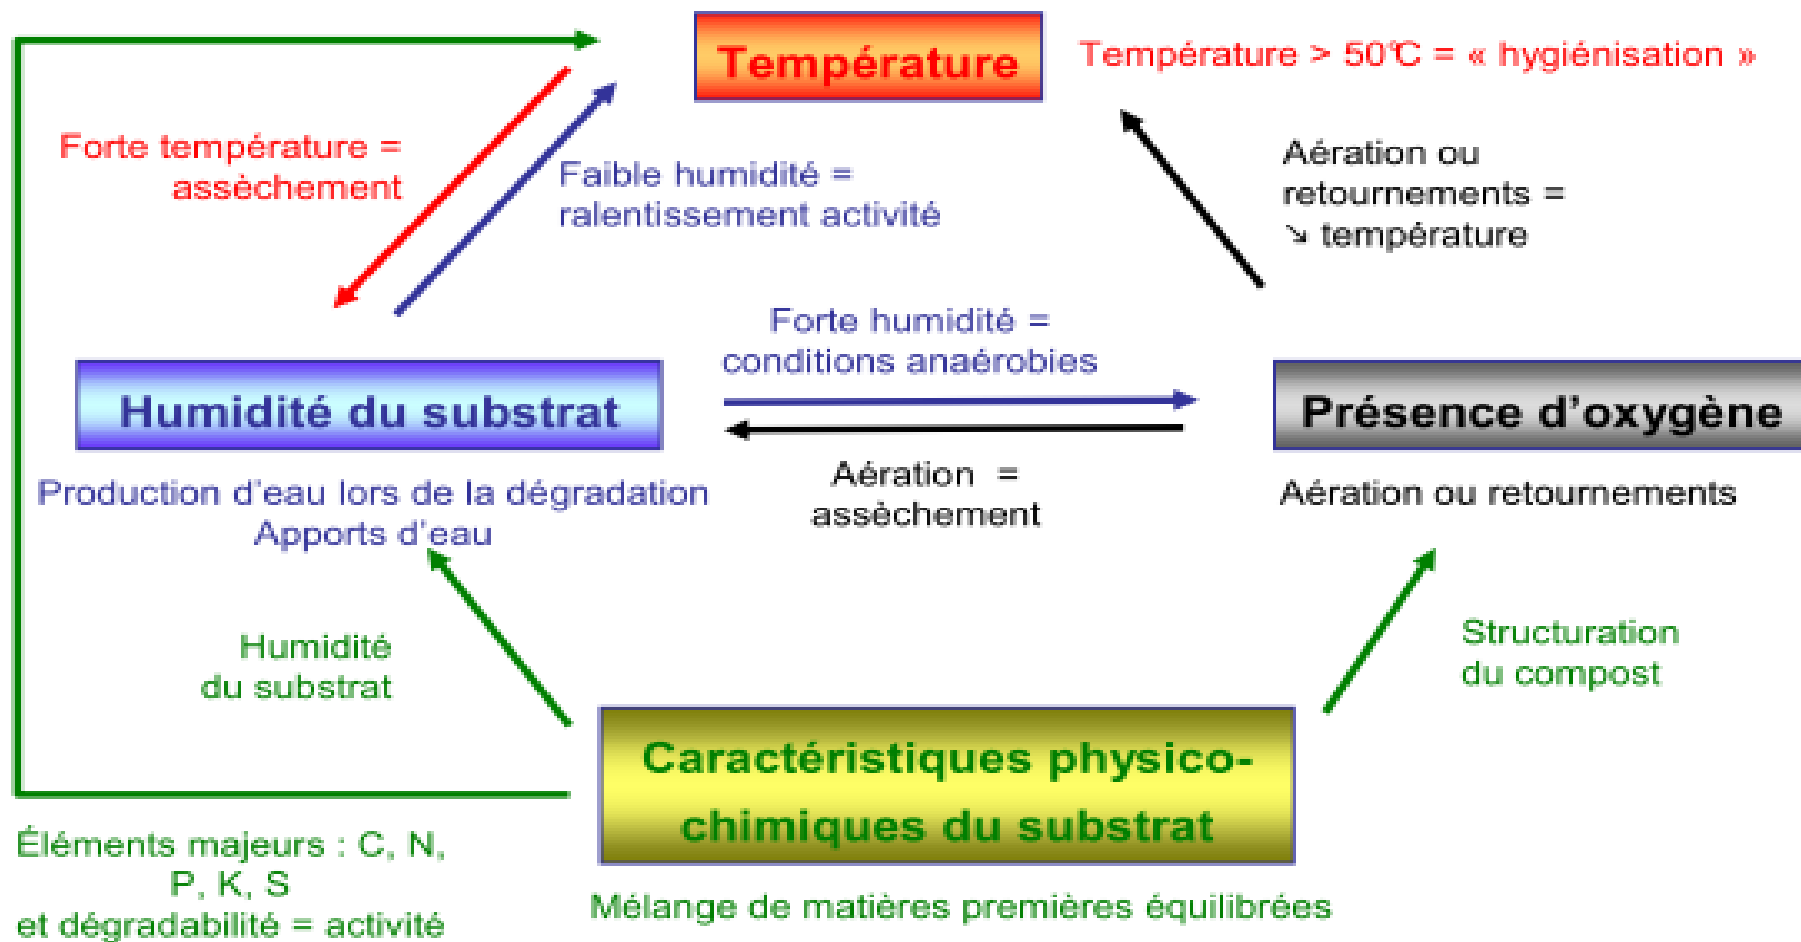 Température
Température > 50°C = « hygiénisation »
Forte température =
assèchement
Faible humidité =
ralentissement activité
Aération ou
retournements =
↘ température
Forte humidité =
conditions anaérobies
Humidité du substrat
Présence d’oxygène
Production d'eau lors de la dégradation
Apports d'eau
Aération =
assèchement
Aération ou retournements
Humidité
du substrat
Structuration
du compost
Caractéristiques physico-
chimiques du substrat
Éléments majeurs : C, N,
P, K, S
et dégradabilité = activité
Mélange de matières premières équilibrées